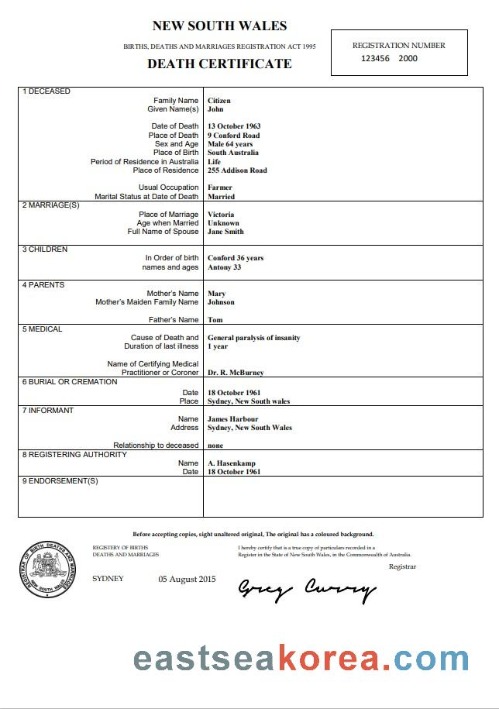 NEW SOUTH WALES
BIRTHS, DEATHS AND MARRIAGES REGISTRATION ACT 1995
DEATH CERTIFICATE
REGISTRATION NUMBER
123456 2000
1 DECEASED
Family Name Citizen
Given Name(s) John
Date of Death 13 October 1963
Place of Death 9 Conford Road
Sex and Age Male 64 years
Place of Birth South Australia
Period of Residence in Australia Life
Place of Residence 255 Addison Road
Usual Occupation Farmer
Marital Status at Date of Death Married
2 MARRIAGE(S)
Place of Marriage Victoria
Age when Married Unknown
Full Name of Spouse Jane Smith
3 CHILDREN
In Order of birth Conford 36 years
names and ages Antony 33
4 PARENTS
Mother's Name Mary
Mother's Maiden Family Name Johnson
Father's Name Tom
5 MEDICAL
Cause of Death and General paralysis of insanity
Duration of last illness 1 year
Name of Certifying Medical
Practitioner or Coroner Dr. R. McBurney
6 BURIAL OR CREMATION
Date 18 October 1961
Place Sydney, New South wales
7 INFORMANT
Name James Harbour
Address Sydney, New South Wales
Relationship to deceased none
8 REGISTERING AUTHORITY
Name A. Hasenkamp
Date 18 October 1961
9 ENDORSEMENT(S)
Before accepting copies, sight unaltered original, The original has a coloured background.
REGISTERY OF BIRTHS
DEATHS AND MARRIAGES
I hereby certify that is a true copy of particulars recorded in a
Register in the State of New South Wales, in the Commonwealth of Australia.
Registrar
SYDNEY 05 August 2015
Greg Curry
REGISTRAR OF BIRTH DEATHS AND MARRIAGES
NEW SOUTH WALES
eastseakorea.com